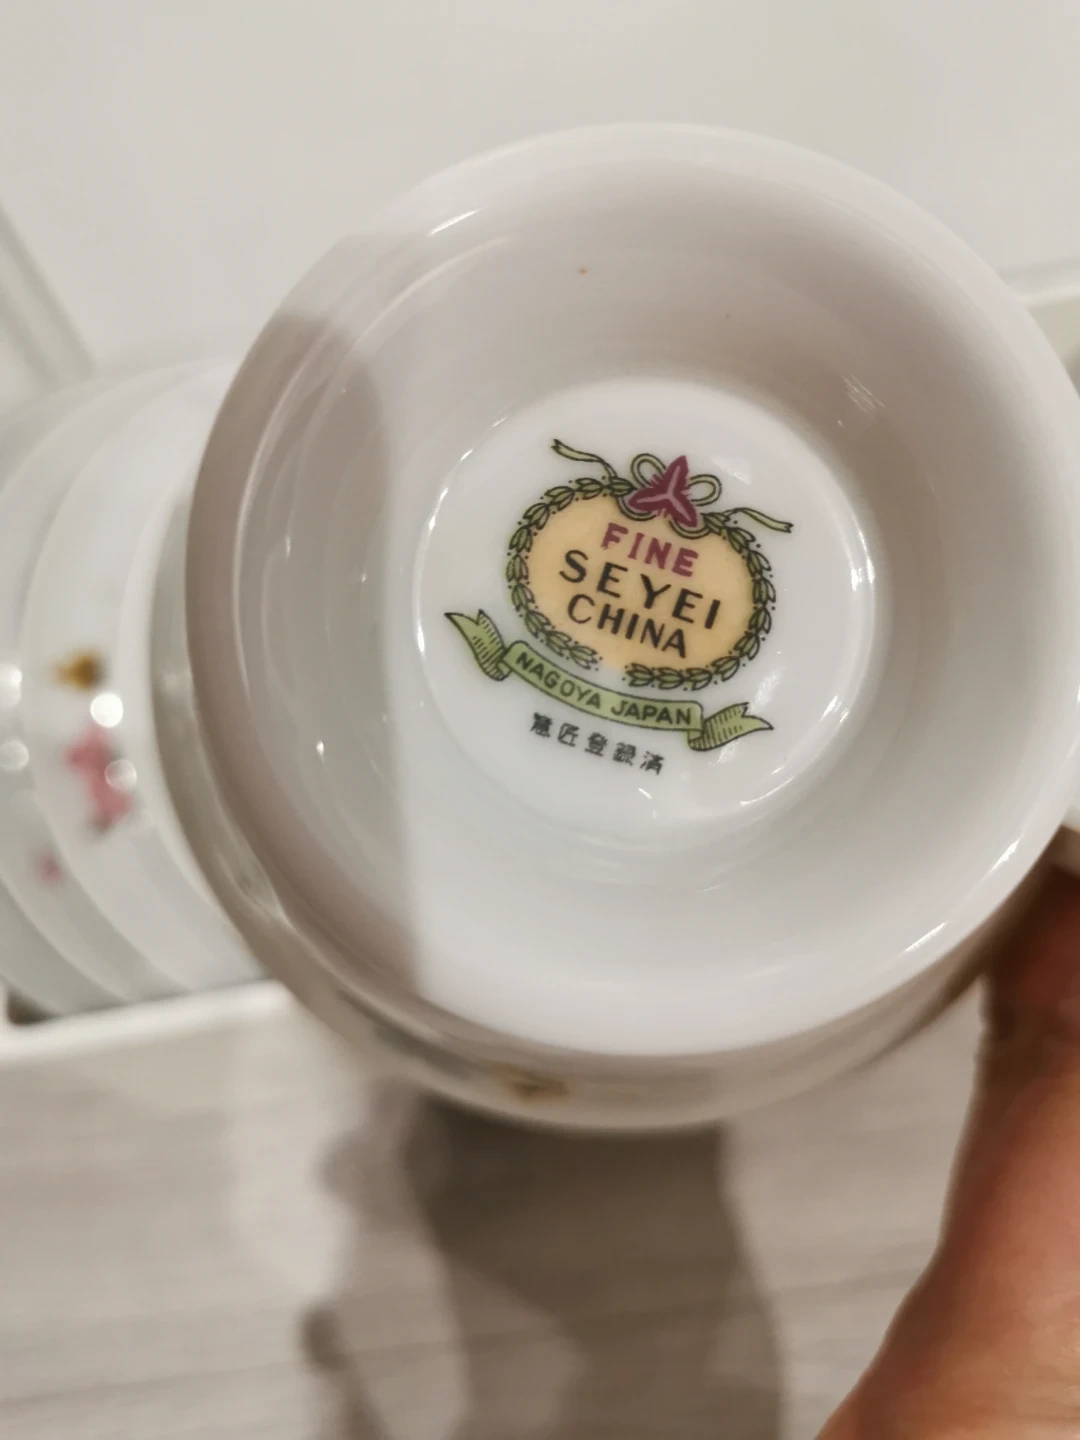 FINE
SEYEI
CHINA
NAGOYA JAPAN
意匠登録済